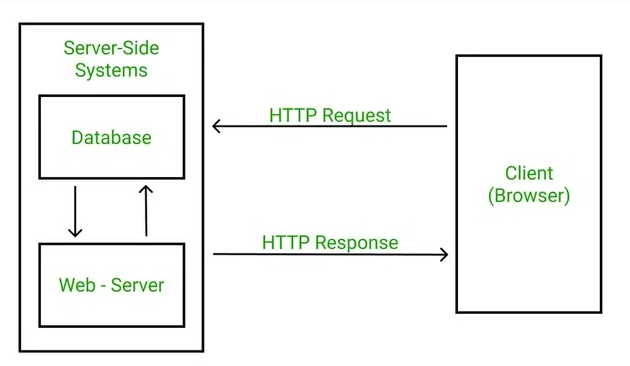 Server-Side
Systems
Database
Web - Server
HTTP Request
HTTP Response
Client
(Browser)